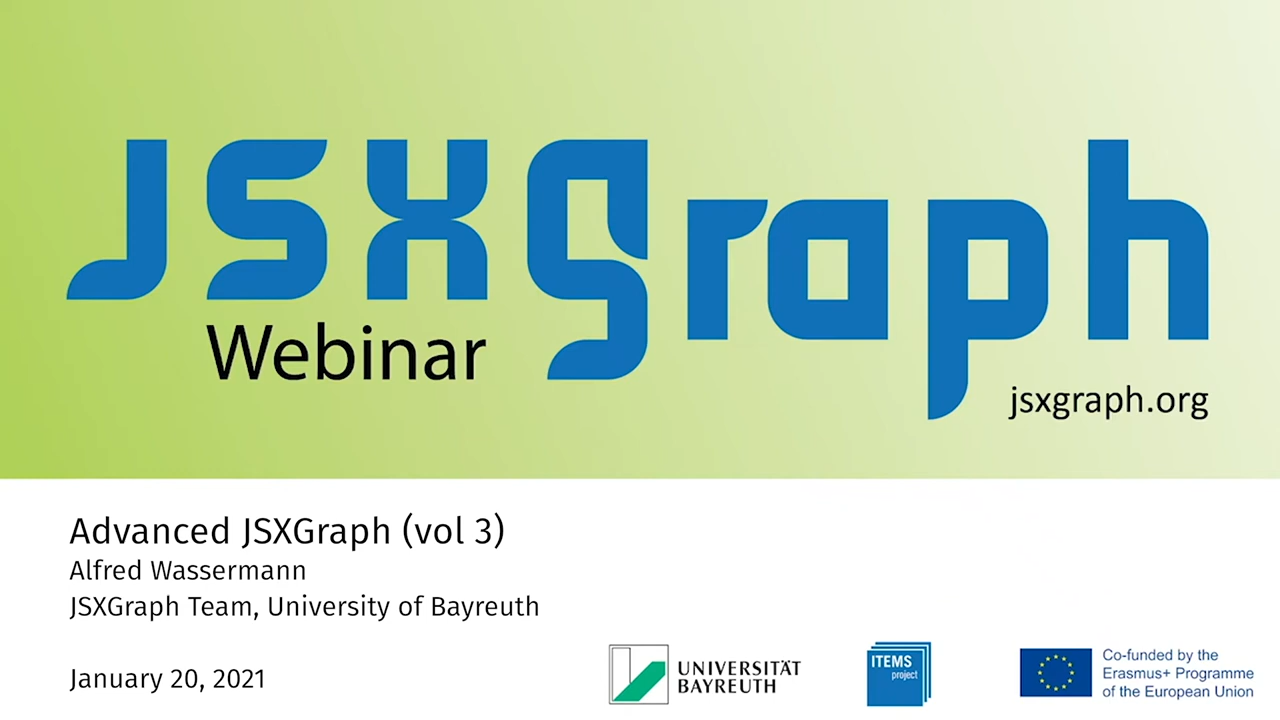 JSXgraph
Webinar
jsxgraph.org
Advanced JSXGraph (vol 3)
Alfred Wassermann
JSXGraph Team, University of Bayreuth
January 20, 2021
UNIVERSITÄT
BAYREUTH
ITEMS
project
Co-funded by the
Erasmus+ Programme
of the European Union